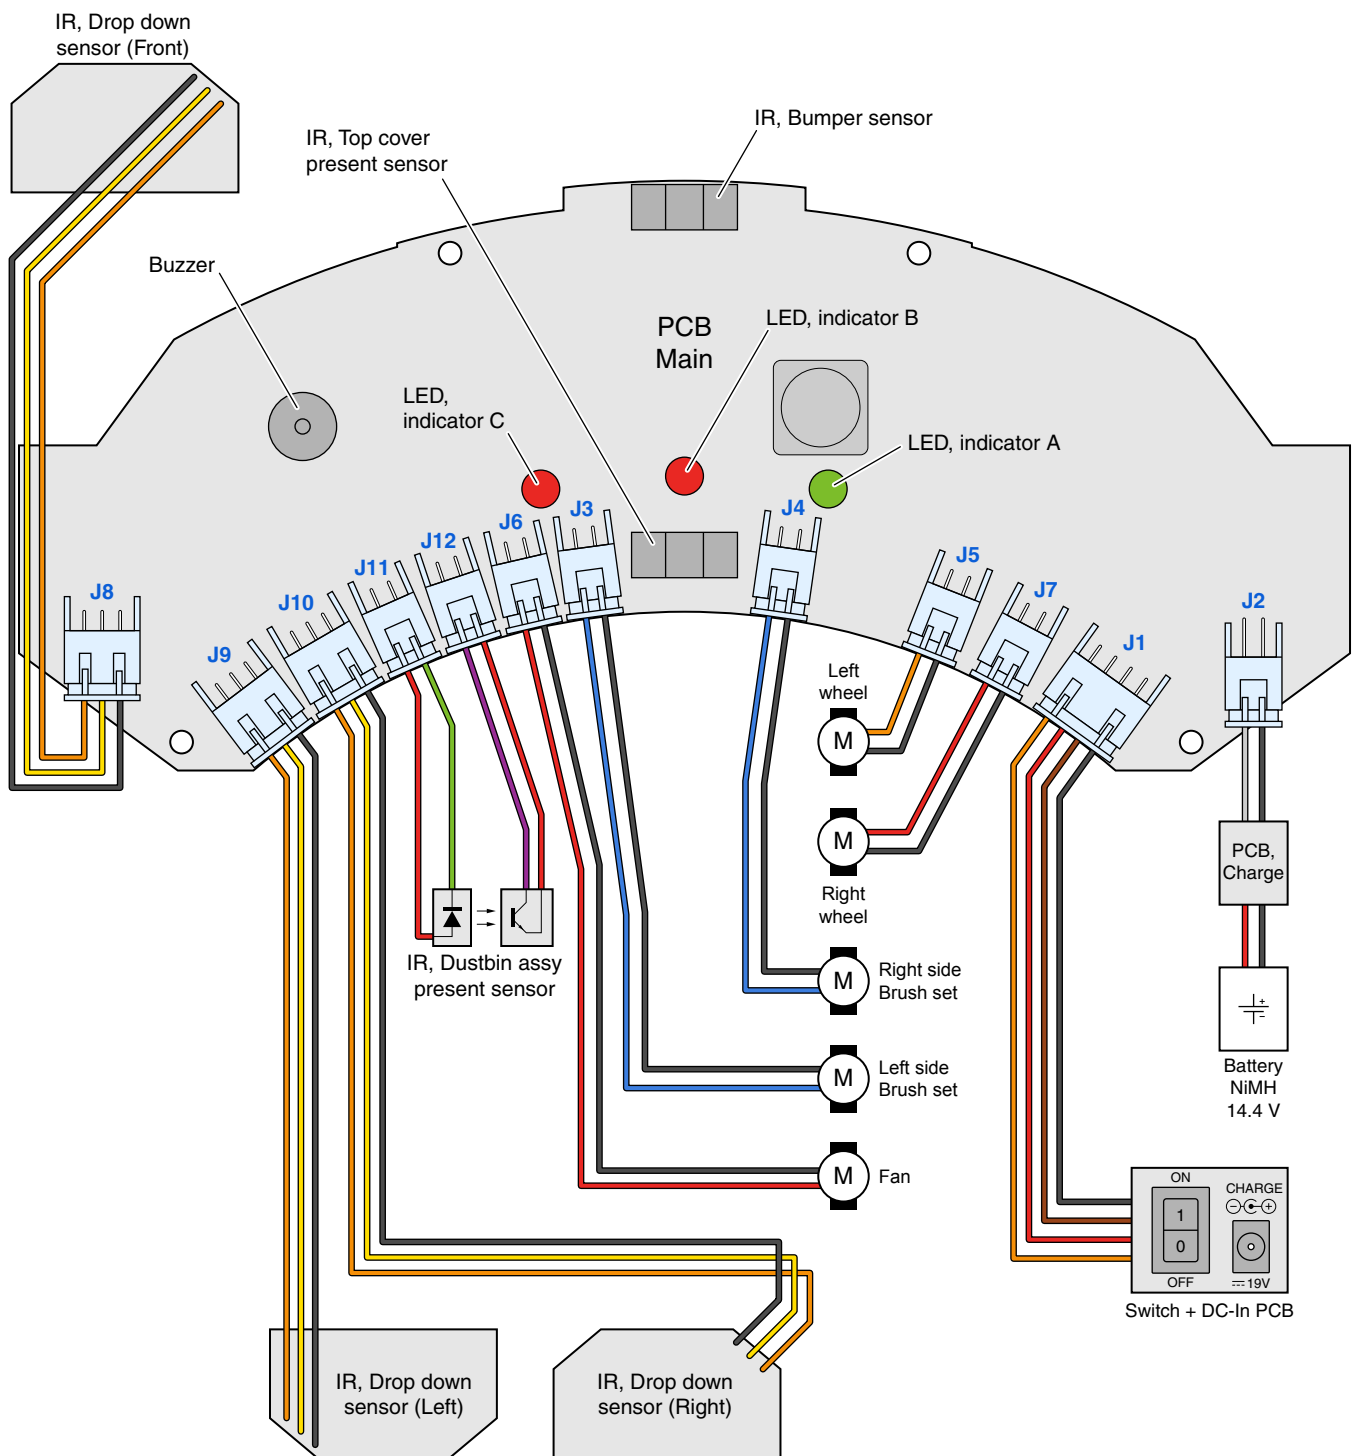 IR, Drop down
sensor (Front)
IR, Top cover
present sensor
IR, Bumper sensor
Buzzer
PCB
Main
LED, indicator B
LED,
indicator C
LED, indicator A
J8
J9
J10
J11
J12
J6
J3
J4
J5
J7
J1
J2
Left
wheel
M
M
Right
wheel
PCB,
Charge
IR, Dustbin assy
present sensor
M
Right side
Brush set
+
-
Battery
NiMH
14.4 V
M
Left side
Brush set
M
Fan
ON
1
0
OFF
CHARGE
- C +
19V
Switch + DC-In PCB
IR, Drop down
sensor (Left)
IR, Drop down
sensor (Right)